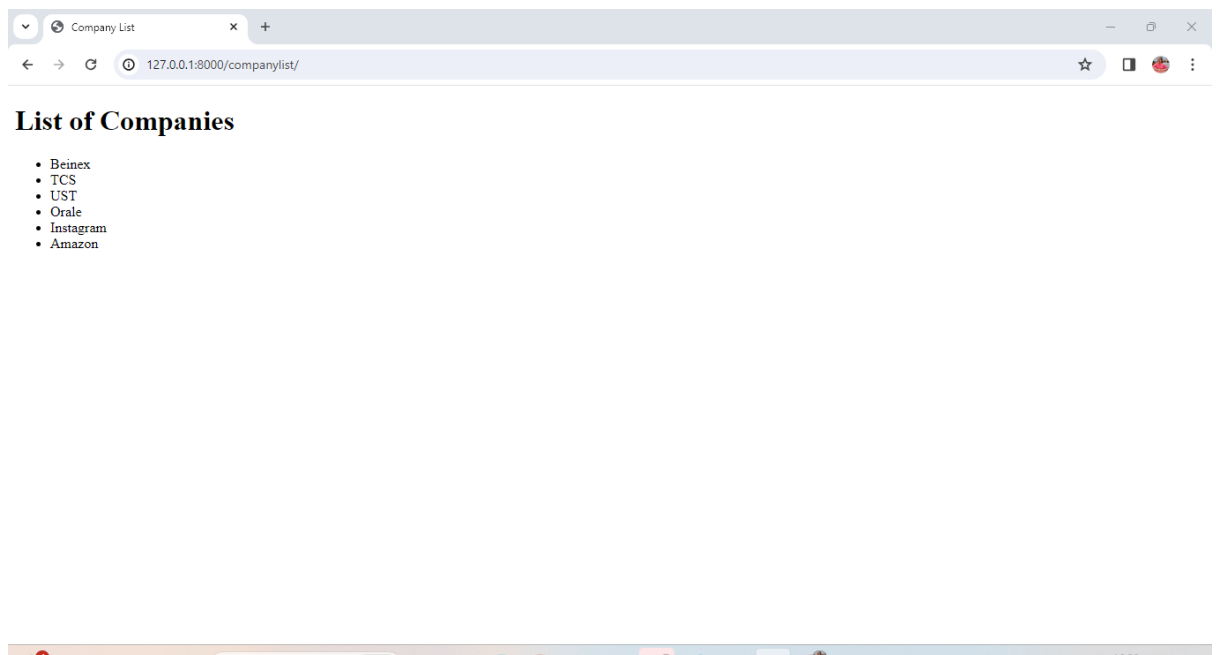 Company List
127.0.0.1:8000/companylist/
List of Companies
Beinex
TCS
UST
Orale
Instagram
Amazon